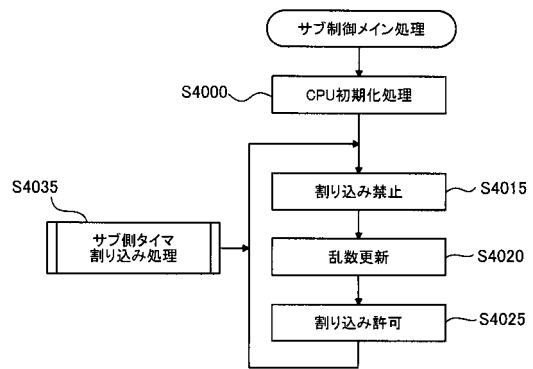 サブ制御メイン処理
S4000
CPU初期化処理
S4035
割り込み禁止
S4015
サブ側タイマ
割り込み処理
乱数更新
S4020
割り込み許可
S4025